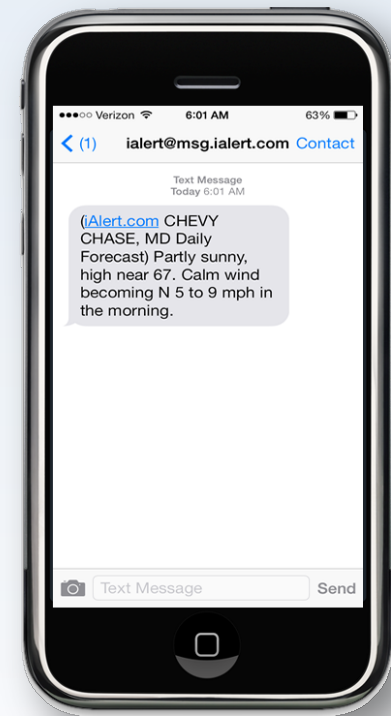 Verizon 6:01 AM 63%
(1) ialert@msg.ialert.com Contact
Text Message
Today 6:01 AM
(iAlert.com CHEVY
CHASE, MD Daily
Forecast) Partly sunny,
high near 67. Calm wind
becoming N 5 to 9 mph in
the morning.
Text Message Send